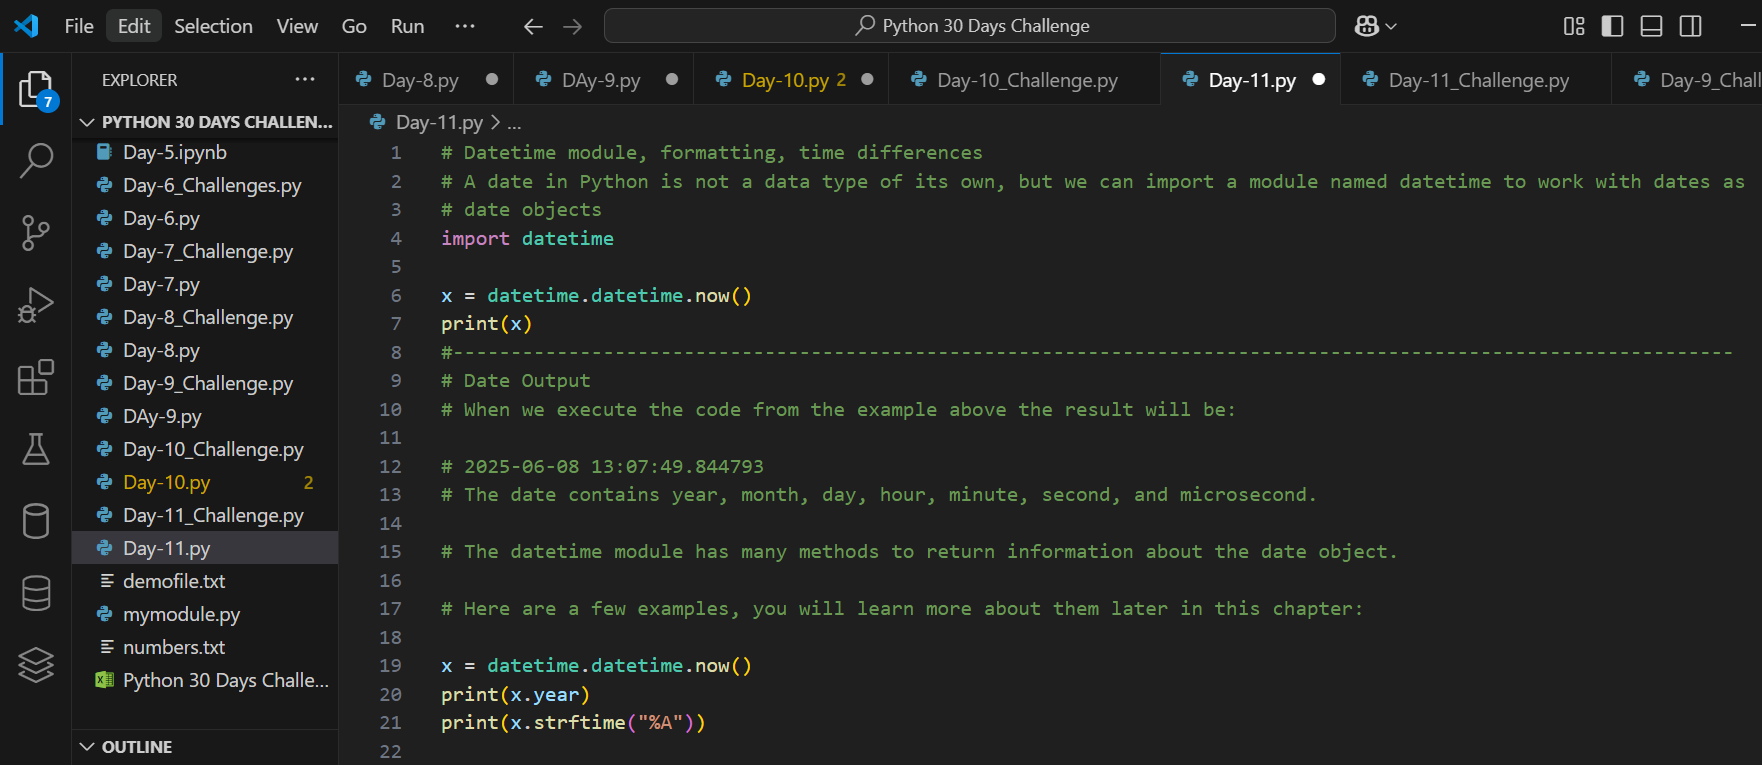 File Edit Selection View Go Run ··· Python 30 Days Challenge
EXPLORER ···
7
PYTHON 30 DAYS CHALLEN...
Day-5.ipynb
Day-6_Challenges.py
Day-6.py
Day-7_Challenge.py
Day-7.py
Day-8_Challenge.py
Day-8.py
Day-9_Challenge.py
DAy-9.py
Day-10_Challenge.py
Day-10.py 2
Day-11_Challenge.py
Day-11.py
demofile.txt
mymodule.py
numbers.txt
Python 30 Days Challe...
OUTLINE
Day-8.py DAy-9.py Day-10.py 2 Day-10_Challenge.py Day-11.py Day-11_Challenge.py Day-9_Chall
Day-11.py > ...
1 # Datetime module, formatting, time differences
2 # A date in Python is not a data type of its own, but we can import a module named datetime to work with dates as
3 # date objects
4 import datetime
5
6 x = datetime.datetime.now()
7 print(x)
8 #---------------------------------------------------------------------------------------------------------------
9 # Date Output
10 # When we execute the code from the example above the result will be:
11
12 # 2025-06-08 13:07:49.844793
13 # The date contains year, month, day, hour, minute, second, and microsecond.
14
15 # The datetime module has many methods to return information about the date object.
16
17 # Here are a few examples, you will learn more about them later in this chapter:
18
19 x = datetime.datetime.now()
20 print(x.year)
21 print(x.strftime("%A"))
22